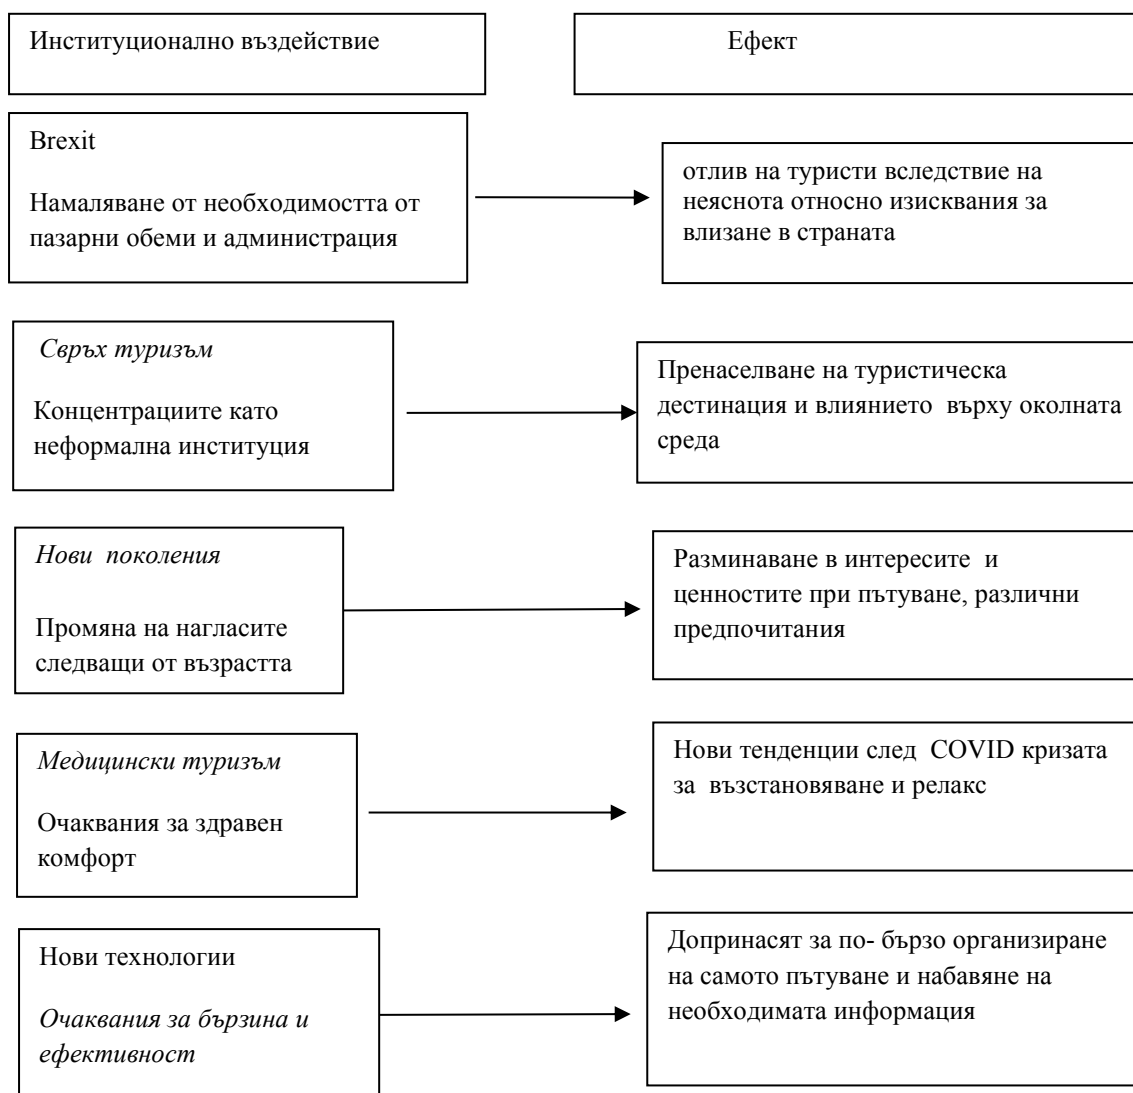 Институционално въздействие
Ефект
Brexit
Намаляване от необходимостта от
пазарни обеми и администрация
отлив на туристи вследствие на
неяснота относно изисквания за
влизане в страната
Свръх туризъм
Концентрациите като
неформална институция
Пренаселване на туристическа
дестинация и влиянието върху околната
среда
Нови поколения
Промяна на нагласите
следващи от възрастта
Разминаване в интересите и
ценностите при пътуване, различни
предпочитания
Медицински туризъм
Очаквания за здравен
комфорт
Нови тенденции след COVID кризата
за възстановяване и релакс
Нови технологии
Очаквания за бързина и
ефективност
Допринасят за по- бързо организиране
на самото пътуване и набавяне на
необходимата информация